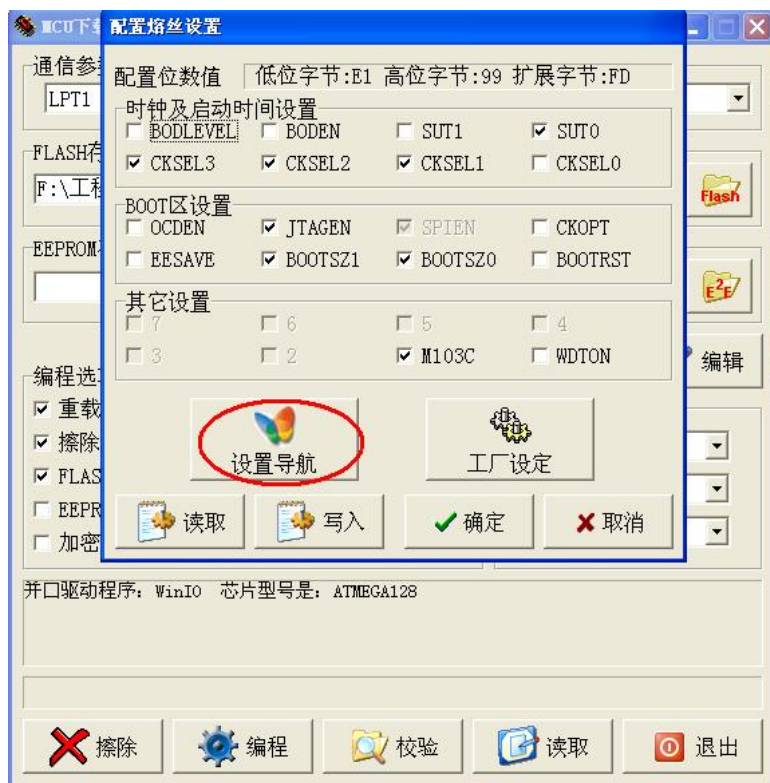 MCU下载
配置熔丝设置
通信参
LPT1
配置位数值 低位字节:E1 高位字节:99 扩展字节:FD
时钟及启动时间设置
BODLEVEL BODEN SUT1 SUT0
CKSEL3 CKSEL2 CKSEL1 CKSEL0
FLASH存
F:\工程
Flash
BOOT区设置
OCDEN JTAGEN SPIEN CKOPT
EESAVE BOOTSZ1 BOOTSZ0 BOOTRST
EEPROM
E²F
其它设置
7 6 5 4
3 2 M103C WDTON
编辑
编程选项
重载
擦除
FLAS
EEPR
加密
设置导航 工厂设定
读取 写入 确定 取消
并口驱动程序: WinIO 芯片型号是: ATMEGA128
擦除 编程 校验 读取 退出